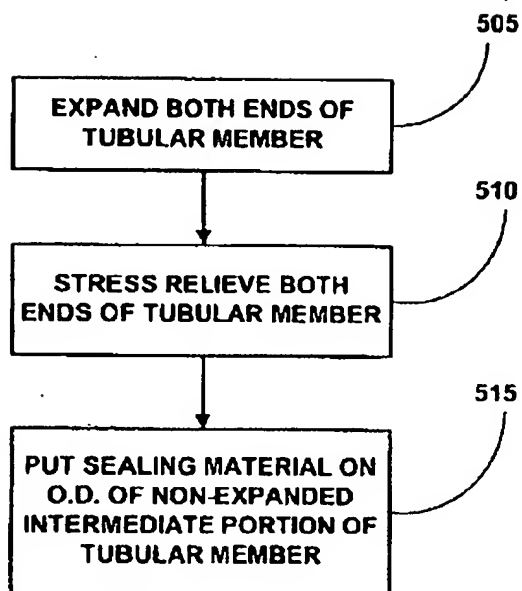 505
EXPAND BOTH ENDS OF
TUBULAR MEMBER
510
STRESS RELIEVE BOTH
ENDS OF TUBULAR MEMBER
515
PUT SEALING MATERIAL ON
O.D. OF NON-EXPANDED
INTERMEDIATE PORTION OF
TUBULAR MEMBER